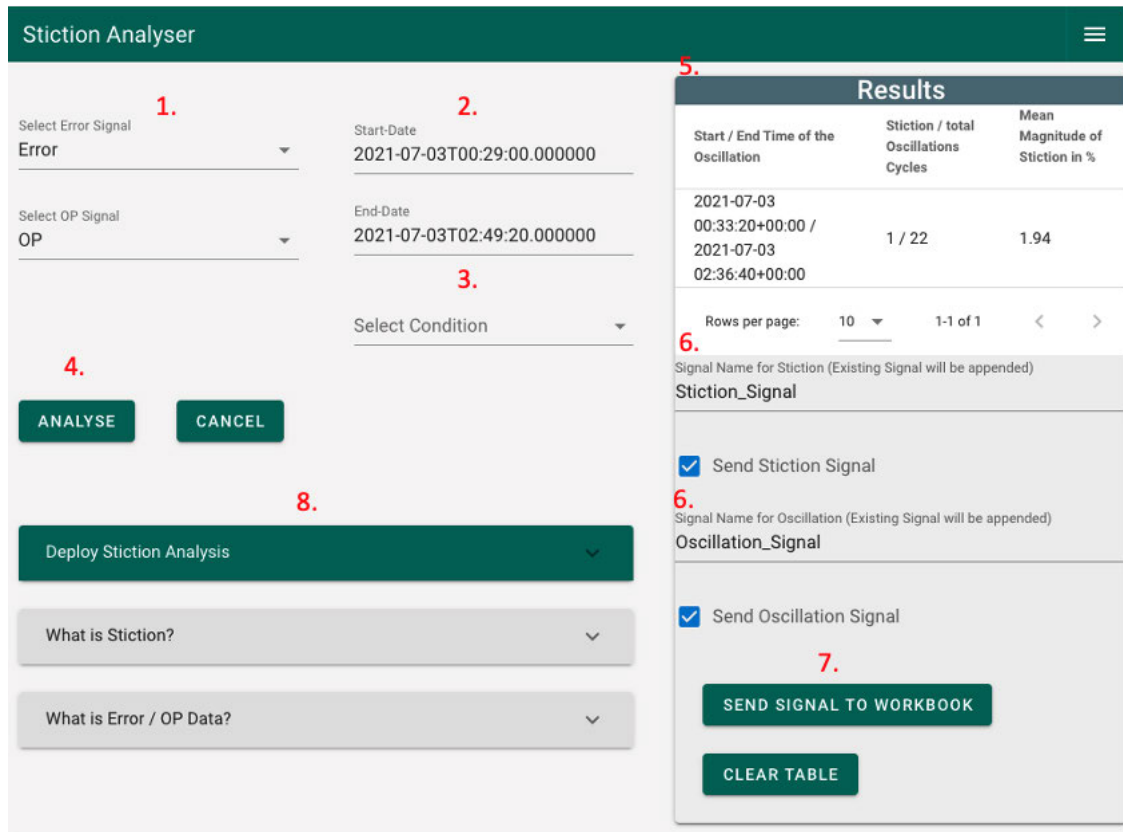 Stiction Analyser
1.
Select Error Signal
Error
Select OP Signal
OP
2.
Start-Date
2021-07-03T00:29:00.000000
End-Date
2021-07-03T02:49:20.000000
3.
Select Condition
4.
ANALYSE
CANCEL
8.
Deploy Stiction Analysis
What is Stiction?
What is Error / OP Data?
5.
Results
Start / End Time of the
Oscillation
Stiction / total
Oscillations
Cycles
Mean
Magnitude of
Stiction in %
2021-07-03
00:33:20+00:00 /
2021-07-03
02:36:40+00:00
1 / 22
1.94
Rows per page:
10
1-1 of 1
6.
Signal Name for Stiction (Existing Signal will be appended)
Stiction_Signal
Send Stiction Signal
6.
Signal Name for Oscillation (Existing Signal will be appended)
Oscillation_Signal
Send Oscillation Signal
7.
SEND SIGNAL TO WORKBOOK
CLEAR TABLE